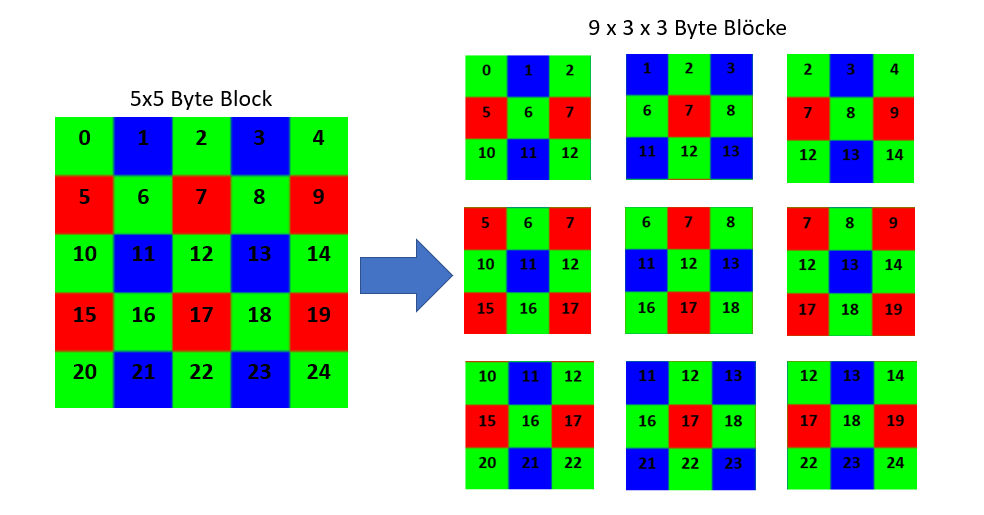 9 x 3 x 3 Byte Blöcke
5x5 Byte Block
0 1 2 3 4
5 6 7 8 9
10 11 12 13 14
15 16 17 18 19
20 21 22 23 24
0 1 2
5 6 7
10 11 12
1 2 3
6 7 8
11 12 13
2 3 4
7 8 9
12 13 14
5 6 7
10 11 12
15 16 17
6 7 8
11 12 13
16 17 18
7 8 9
12 13 14
17 18 19
10 11 12
15 16 17
20 21 22
11 12 13
16 17 18
21 22 23
12 13 14
17 18 19
22 23 24